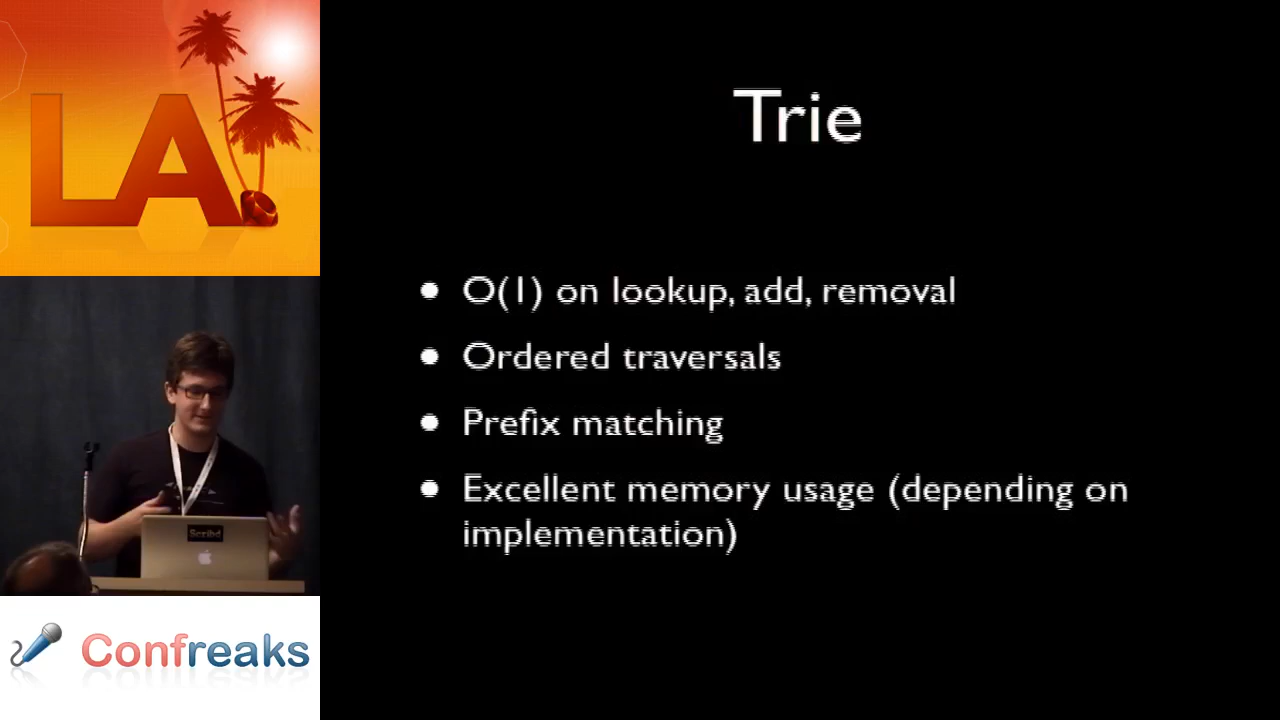 LA
Trie
• O(1) on lookup, add, removal
• Ordered traversals
• Prefix matching
• Excellent memory usage (depending on
implementation)
Scribd
Confreaks